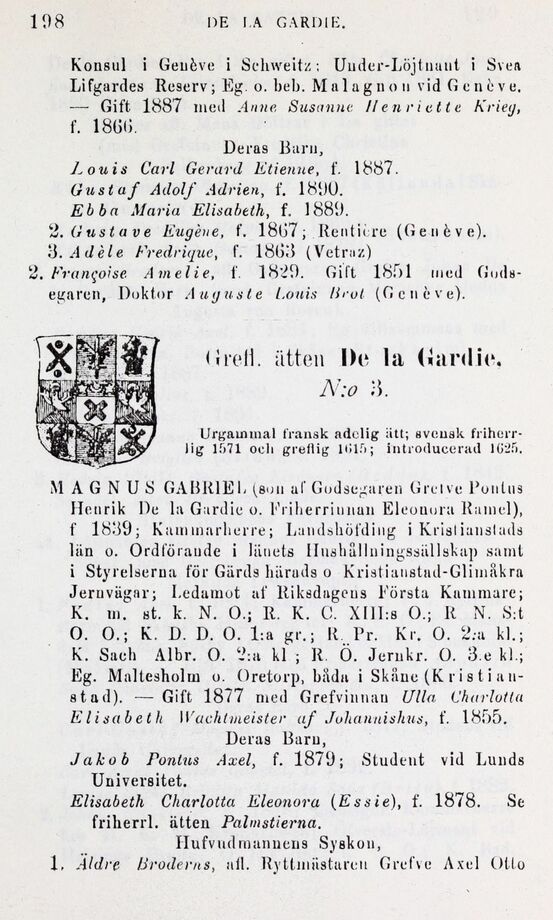 198 DE LA GARDIE.
Konsul i Genève i Schweitz; Under-Löjtnant i Svea
Lifgardes Reserv; Eg. o. beb. Malagnou vid Genève.
— Gift 1887 med Anne Susanne Henriette Krieg,
f. 1866.
Deras Barn,
Louis Carl Gerard Etienne, f. 1887.
Gustaf Adolf Adrien, f. 1890.
Ebba Maria Elisabeth, f. 1889.
2. Gustave Eugène, f. 1867; Rentière (Genève).
3. Adèle Fredrique, f. 1863 (Vetraz)
2. Françoise Amelie, f. 1829. Gift 1851 med Gods-
egaren, Doktor Auguste Louis Brot (Genève).
Grefl. ätten De la Gardie,
N:o 3.
Urgammal fransk adelig ätt; svensk friherr-
lig 1571 och greflig 1615; introducerad 1625.
MAGNUS GABRIEL (son af Godsegaren Grefve Pontus
Henrik De la Gardie o. Friherrinnan Eleonora Ramel),
f 1839; Kammarherre; Landshöfding i Kristianstads
län o. Ordförande i länets Hushållningssällskap samt
i Styrelserna för Gärds härads o Kristianstad-Glimåkra
Jernvägar; Ledamot af Riksdagens Första Kammare;
K. m. st. k. N. O.; R. K. C. XIII:s O.; R N. S:t
O. O.; K. D. D. O. 1:a gr.; R. Pr. Kr. O. 2:a kl.;
K. Sach Albr. O. 2:a kl; R. Ö. Jernkr. O. 3.e kl.;
Eg. Maltesholm o. Oretorp, båda i Skåne (Kristian-
stad). — Gift 1877 med Grefvinnan Ulla Charlotta
Elisabeth Wachtmeister af Johannishus, f. 1855.
Deras Barn,
Jakob Pontus Axel, f. 1879; Student vid Lunds
Universitet.
Elisabeth Charlotta Eleonora (Essie), f. 1878. Se
friherrl. ätten Palmstierna.
Hufvudmannens Syskon,
1. Äldre Broderns, afl. Ryttmästaren Grefve Axel Otto